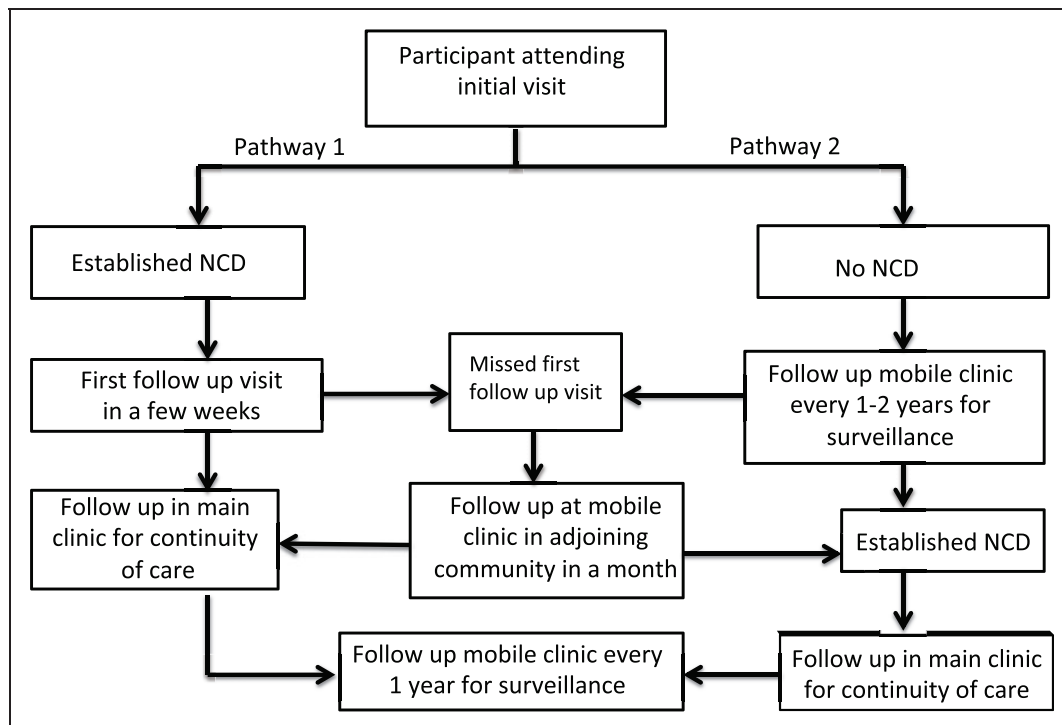 Participant attending
initial visit
Pathway 1
Pathway 2
Established NCD
No NCD
First follow up visit
in a few weeks
Missed first
follow up visit
Follow up mobile clinic
every 1-2 years for
surveillance
Follow up in main
clinic for continuity
of care
Follow up at mobile
clinic in adjoining
community in a month
Established NCD
Follow up mobile clinic every
1 year for surveillance
Follow up in main clinic
for continuity of care